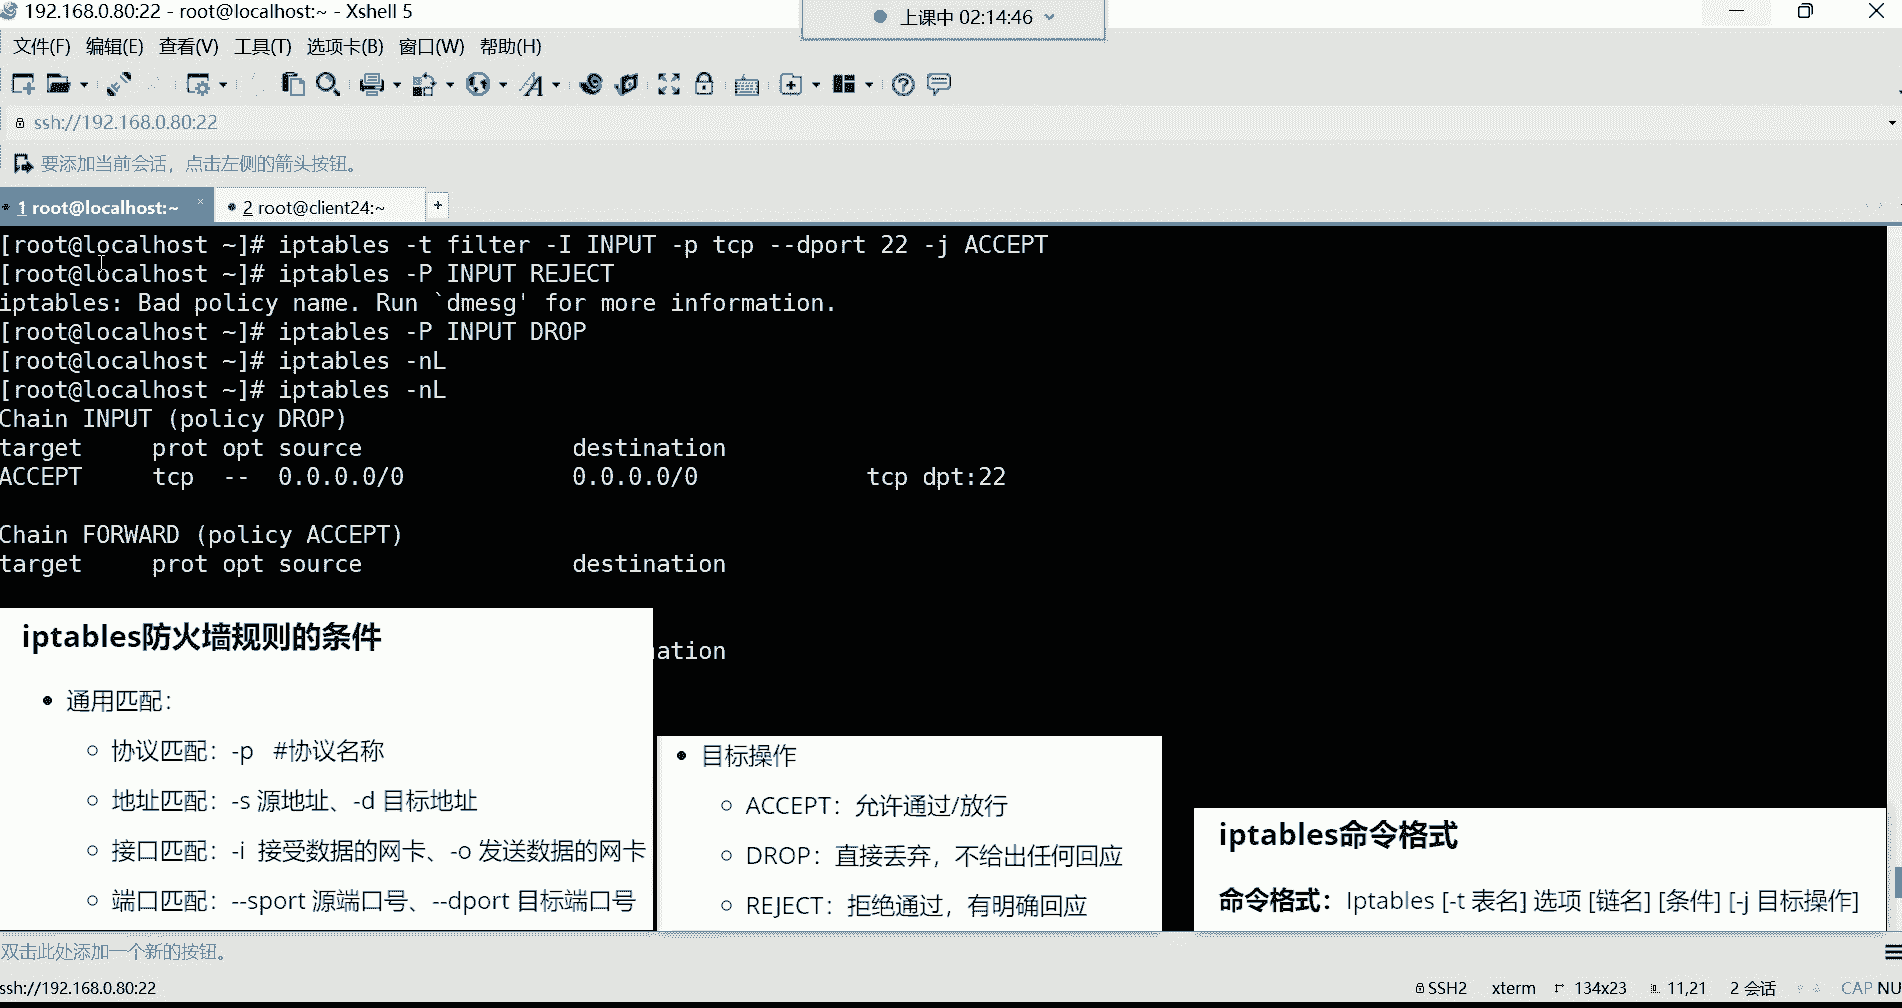 192.168.0.80:22 - root@localhost:~ - Xshell 5
上课中 02:14:46
文件(F) 编辑(E) 查看(V) 工具(T) 选项卡(B) 窗口(W) 帮助(H)
ssh://192.168.0.80:22
要添加当前会话，点击左侧的箭头按钮。
1 root@localhost:~ × 2 root@client24:~ +
[root@localhost ~]# iptables -t filter -I INPUT -p tcp --dport 22 -j ACCEPT
[root@localhost ~]# iptables -P INPUT REJECT
iptables: Bad policy name. Run `dmesg' for more information.
[root@localhost ~]# iptables -P INPUT DROP
[root@localhost ~]# iptables -nL
[root@localhost ~]# iptables -nL
Chain INPUT (policy DROP)
target prot opt source destination
ACCEPT tcp -- 0.0.0.0/0 0.0.0.0/0 tcp dpt:22
Chain FORWARD (policy ACCEPT)
target prot opt source destination
ation
iptables防火墙规则的条件
通用匹配：
协议匹配：-p #协议名称
地址匹配：-s 源地址、-d 目标地址
接口匹配：-i 接受数据的网卡、-o 发送数据的网卡
端口匹配：--sport 源端口号、--dport 目标端口号
目标操作
ACCEPT：允许通过/放行
DROP：直接丢弃，不给出任何回应
REJECT：拒绝通过，有明确回应
iptables命令格式
命令格式：Iptables [-t 表名] 选项 [链名] [条件] [-j 目标操作]
双击此处添加一个新的按钮。
ssh://192.168.0.80:22 SSH2 xterm 134x23 11,21 2 会话 CAP NU